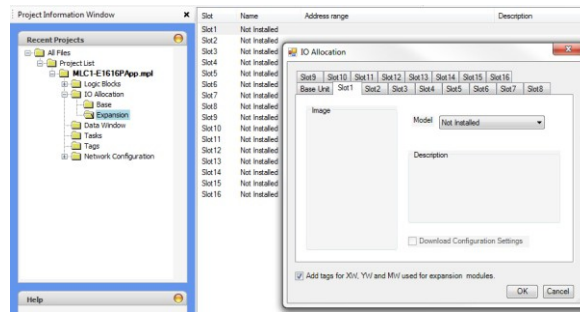 Project Information Window
Recent Projects
All Files
Project List
MLC1-E1616PApp.mpl
Logic Blocks
IO Allocation
Base
Expansion
Data Window
Tasks
Tags
Network Configuration
Help
Slot Name Address range Description
Slot1 Not Installed
Slot2 Not Installed
Slot3 Not Installed
Slot4 Not Installed
Slot5 Not Installed
Slot6 Not Installed
Slot7 Not Installed
Slot8 Not Installed
Slot9 Not Installed
Slot10 Not Installed
Slot11 Not Installed
Slot12 Not Installed
Slot13 Not Installed
Slot14 Not Installed
Slot15 Not Installed
Slot16 Not Installed
IO Allocation
Slot9 Slot10 Slot11 Slot12 Slot13 Slot14 Slot15 Slot16
Base Unit Slot1 Slot2 Slot3 Slot4 Slot5 Slot6 Slot7 Slot8
Image
Model Not Installed
Description
Download Configuration Settings
Add tags for XW, YW and MW used for expansion modules.
OK Cancel